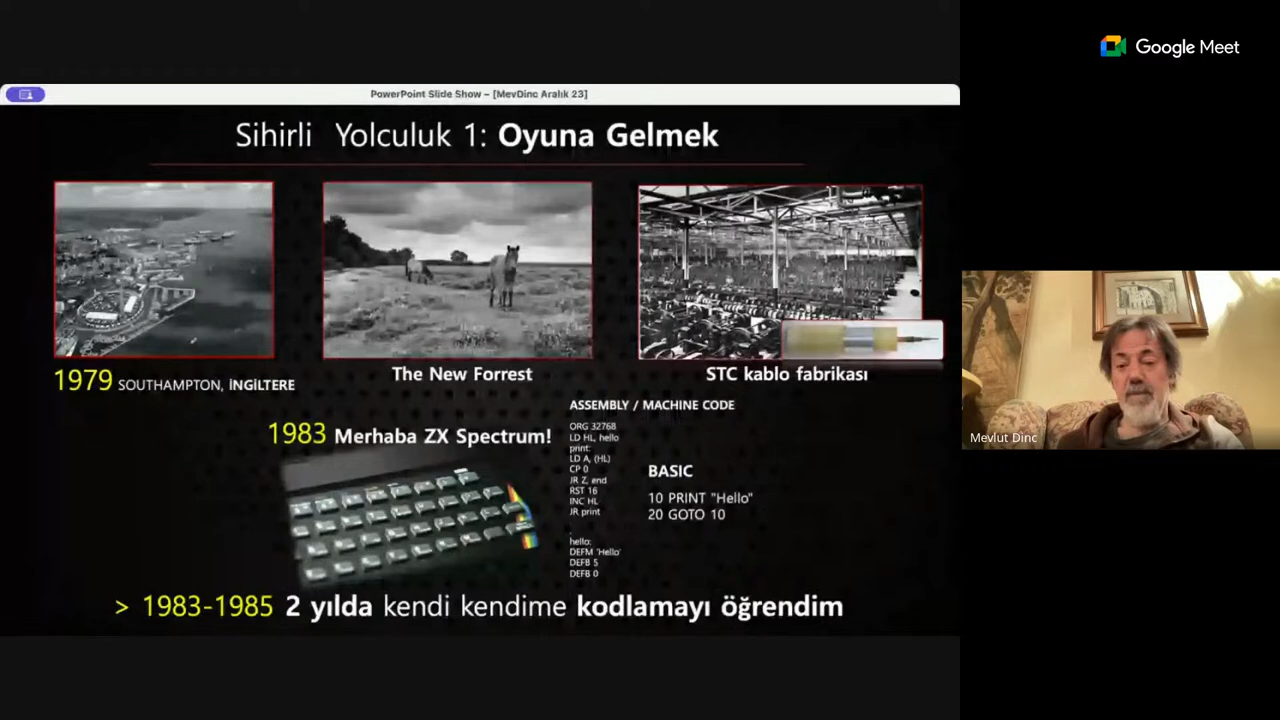 Google Meet
PowerPoint Slide Show – [MevDinc Aralık 23]
Sihirli Yolculuk 1: Oyuna Gelmek
1979 SOUTHAMPTON, İNGİLTERE
The New Forrest
STC kablo fabrikası
1983 Merhaba ZX Spectrum!
ASSEMBLY / MACHINE CODE
ORG 32768
LD HL, hello
print:
LD A, (HL)
CP 0
JR Z, end
RST 16
INC HL
JR print
hello:
DEFM 'Hello'
DEFB 5
DEFB 0
BASIC
10 PRINT "Hello"
20 GOTO 10
> 1983-1985 2 yılda kendi kendime kodlamayı öğrendim
Mevlut Dinc